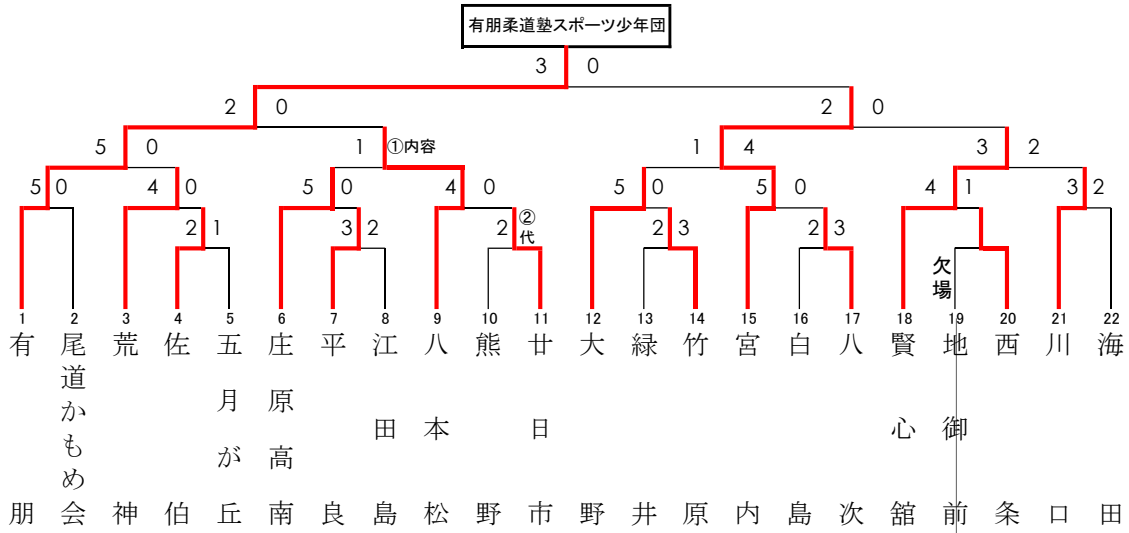 有朋柔道塾スポーツ少年団
3 0
2 0
2 0
5 0
1 ①内容
1 4
3 2
5 0
4 0
5 0
4 0
5 0
5 0
4 1
3 2
2 1
3 2
2 ②代
2 3
2 3
欠場
1 2 3 4 5 6 7 8 9 10 11 12 13 14 15 16 17 18 19 20 21 22
有朋
尾道かもめ会
荒神
佐伯
五月が丘
庄原高南
平良
江田島
八本松
熊野
廿日市
大野
緑井
竹原
宮内
白島
八次
賢心舘
地御前
西条
川口
海田